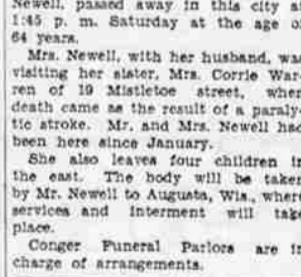 Newell, passed away in this city at
1:45 p. m. Saturday at the age o
64 years.
Mrs. Newell, with her husband, was
visiting her sister, Mrs. Corrie War-
ren of 19 Mistletoe street, when
death came as the result of a paraly-
tic stroke. Mr. and Mrs. Newell had
been here since January.
She also leaves four children in
the east. The body will be taken
by Mr. Newell to Augusta, Wis., where
services and interment will take
place.
Conger Funeral Parlors are in
charge of arrangements.